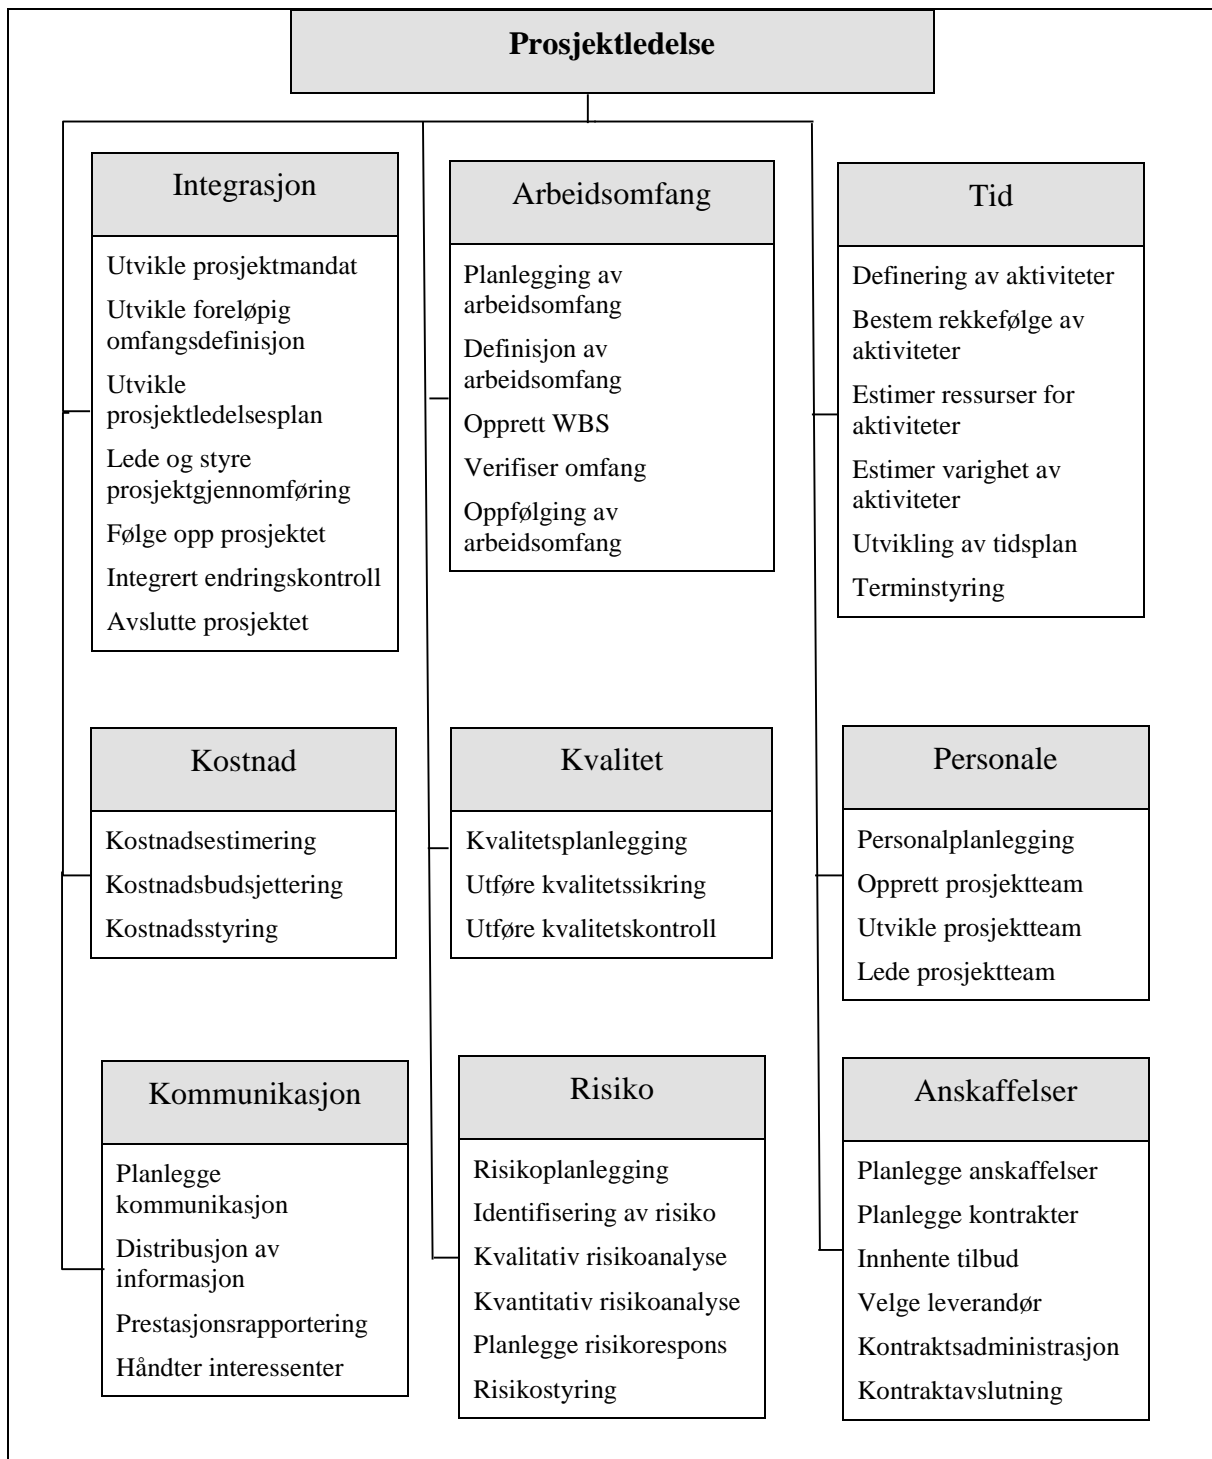 Prosjektledelse
Integrasjon
Utvikle prosjektmandat
Utvikle foreløpig
omfangsdefinisjon
Utvikle
prosjektledelsesplan
Lede og styre
prosjektgjennomføring
Følge opp prosjektet
Integrert endringskontroll
Avslutte prosjektet
Arbeidsomfang
Planlegging av
arbeidsomfang
Definisjon av
arbeidsomfang
Opprett WBS
Verifiser omfang
Oppfølging av
arbeidsomfang
Tid
Definering av aktiviteter
Bestem rekkefølge av
aktiviteter
Estimer ressurser for
aktiviteter
Estimer varighet av
aktiviteter
Utvikling av tidsplan
Terminstyring
Kostnad
Kostnadsestimering
Kostnadsbudsjettering
Kostnadsstyring
Kvalitet
Kvalitetsplanlegging
Utføre kvalitetssikring
Utføre kvalitetskontroll
Personale
Personalplanlegging
Opprett prosjektteam
Utvikle prosjektteam
Lede prosjektteam
Kommunikasjon
Planlegge
kommunikasjon
Distribusjon av
informasjon
Prestasjonsrapportering
Håndter interessenter
Risiko
Risikoplanlegging
Identifisering av risiko
Kvalitativ risikoanalyse
Kvantitativ risikoanalyse
Planlegge risikorespons
Risikostyring
Anskaffelser
Planlegge anskaffelser
Planlegge kontrakter
Innhente tilbud
Velge leverandør
Kontraktsadministrasjon
Kontraktavslutning